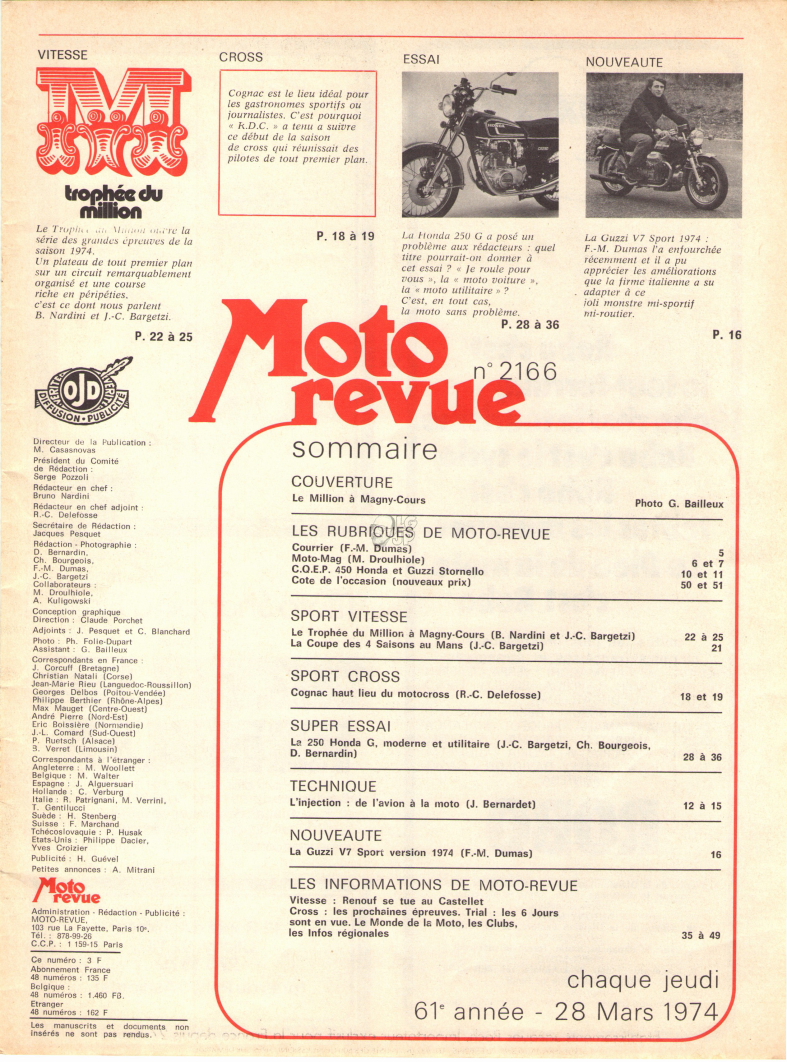 VITESSE
M
trophée du
million
Le Trophée du Million ouvre la
série des grandes épreuves de la
saison 1974.
Un plateau de tout premier plan
sur un circuit remarquablement
organisé et une course
riche en péripéties,
c'est ce dont nous parlent
B. Nardini et J.-C. Bargetzi.
P. 22 à 25
CROSS
Cognac est le lieu idéal pour
les gastronomes sportifs ou
journalistes. C'est pourquoi
« K.D.C. » a tenu a suivre
ce début de la saison
de cross qui réunissait des
pilotes de tout premier plan.
P. 18 à 19
ESSAI
La Honda 250 G a posé un
problème aux rédacteurs : quel
titre pourrait-on donner à
cet essai ? « Je roule pour
vous », la « moto voiture »,
la « moto utilitaire » ?
C'est, en tout cas,
la moto sans problème.
P. 28 à 36
NOUVEAUTE
La Guzzi V7 Sport 1974 :
F.-M. Dumas l'a enfourchée
récemment et il a pu
apprécier les améliorations
que la firme italienne a su
adapter à ce
joli monstre mi-sportif
mi-routier.
P. 16
Moto
revue
n° 2166
OJD
DIFFUSION • PUBLICITÉ
Directeur de la Publication :
M. Casasnovas
Président du Comité
de Rédaction :
Serge Pozzoli
Rédacteur en chef :
Bruno Nardini
Rédacteur en chef adjoint :
R.-C. Delefosse
Secrétaire de Rédaction :
Jacques Pesquet
Rédaction - Photographie :
D. Bernardin,
Ch. Bourgeois,
F.-M. Dumas,
J.-C. Bargetzi
Collaborateurs :
M. Droulhiole,
A. Kuligowski
Conception graphique
Direction : Claude Porchet
Adjoints : J. Pesquet et C. Blanchard
Photo : Ph. Folie-Dupart
Assistant : G. Bailleux
Correspondants en France :
J. Corcuff (Bretagne)
Christian Natali (Corse)
Jean-Marie Rieu (Languedoc-Roussillon)
Georges Delbos (Poitou-Vendée)
Philippe Berthier (Rhône-Alpes)
Max Mauget (Centre-Ouest)
André Pierre (Nord-Est)
Eric Boissière (Normandie)
J.-L. Comard (Sud-Ouest)
P. Ruetsch (Alsace)
B. Verret (Limousin)
Correspondants à l'étranger :
Angleterre : M. Woollett
Belgique : M. Walter
Espagne : J. Alguersuari
Hollande : C. Verburg
Italie : R. Patrignani, M. Verrini,
T. Gentilucci
Suède : H. Stenberg
Suisse : F. Marchand
Tchécoslovaquie : P. Husak
Etats-Unis : Philippe Dacier,
Yves Croizier
Publicité : H. Guével
Petites annonces : A. Mitrani
Moto
revue
Administration - Rédaction - Publicité :
MOTO-REVUE,
103 rue La Fayette, Paris 10e.
Tél. : 878-99-26
C.C.P. : 1 159-15 Paris
Ce numéro : 3 F
Abonnement France
48 numéros : 135 F
Belgique :
48 numéros : 1.460 FB.
Etranger
48 numéros : 162 F
Les manuscrits et documents non
insérés ne sont pas rendus.
sommaire
COUVERTURE
Le Million à Magny-Cours Photo G. Bailleux
LES RUBRIQUES DE MOTO-REVUE
Courrier (F.-M. Dumas) 5
Moto-Mag (M. Droulhiole) 6 et 7
C.Q.E.P. 450 Honda et Guzzi Stornello 10 et 11
Cote de l'occasion (nouveaux prix) 50 et 51
SPORT VITESSE
Le Trophée du Million à Magny-Cours (B. Nardini et J.-C. Bargetzi) 22 à 25
La Coupe des 4 Saisons au Mans (J.-C. Bargetzi) 21
SPORT CROSS
Cognac haut lieu du motocross (R.-C. Delefosse) 18 et 19
SUPER ESSAI
La 250 Honda G, moderne et utilitaire (J.-C. Bargetzi, Ch. Bourgeois,
D. Bernardin) 28 à 36
TECHNIQUE
L'injection : de l'avion à la moto (J. Bernardet) 12 à 15
NOUVEAUTE
La Guzzi V7 Sport version 1974 (F.-M. Dumas) 16
LES INFORMATIONS DE MOTO-REVUE
Vitesse : Renouf se tue au Castellet
Cross : les prochaines épreuves. Trial : les 6 Jours
sont en vue. Le Monde de la Moto, les Clubs,
les Infos régionales 35 à 49
chaque jeudi
61e année - 28 Mars 1974